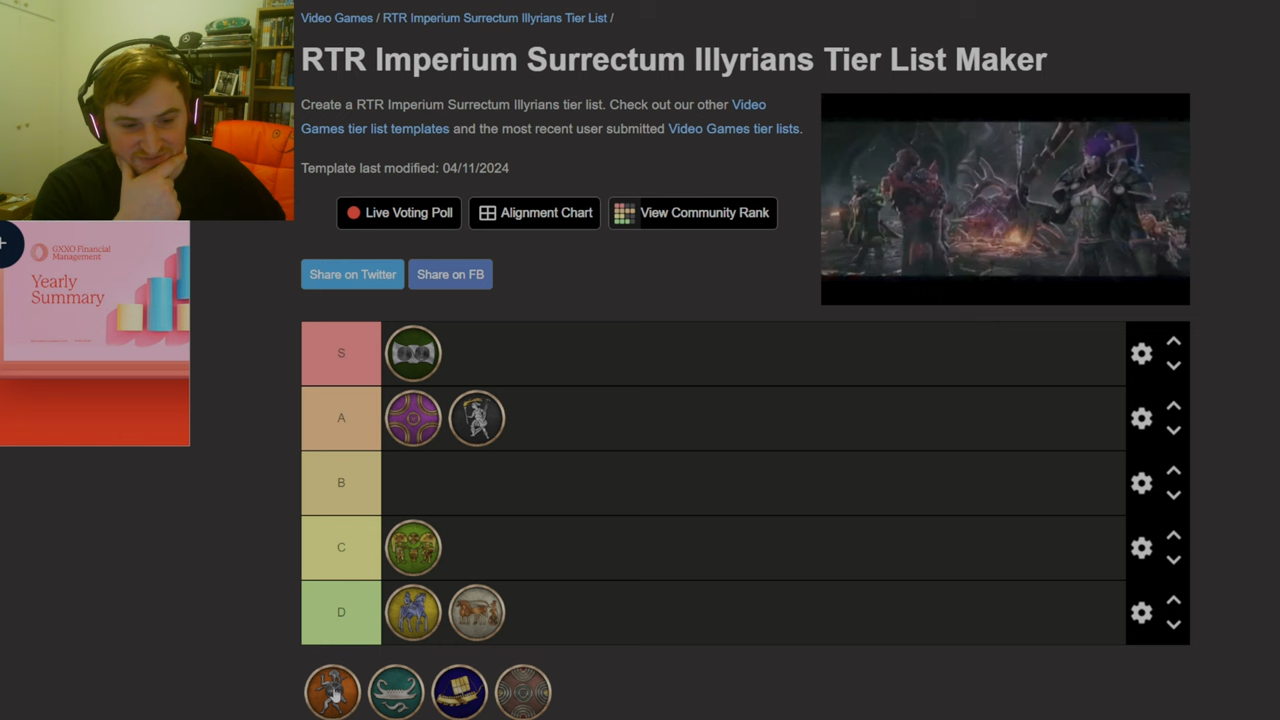 Video Games / RTR Imperium Surrectum Illyrians Tier List /
RTR Imperium Surrectum Illyrians Tier List Maker
Create a RTR Imperium Surrectum Illyrians tier list. Check out our other Video
Games tier list templates and the most recent user submitted Video Games tier lists.
Template last modified: 04/11/2024
Live Voting Poll
Alignment Chart
View Community Rank
Share on Twitter
Share on FB
GXXO Financial
Management
Yearly
Summary
S
A
B
C
D